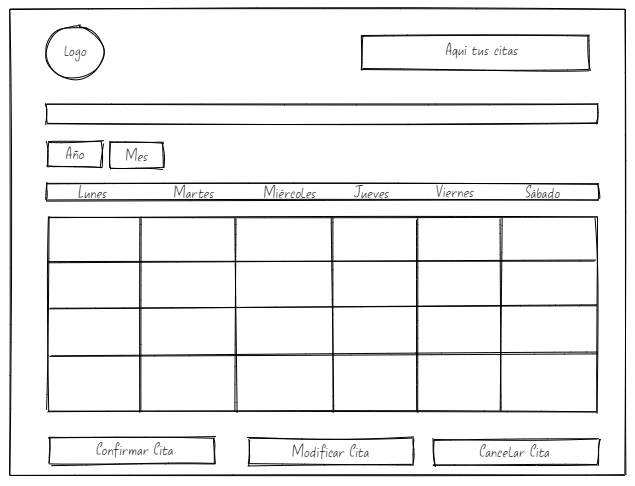 Logo
Aqui tus citas
Año Mes
Lunes Martes Miércoles Jueves Viernes Sábado
Confirmar Cita Modificar Cita Cancelar Cita